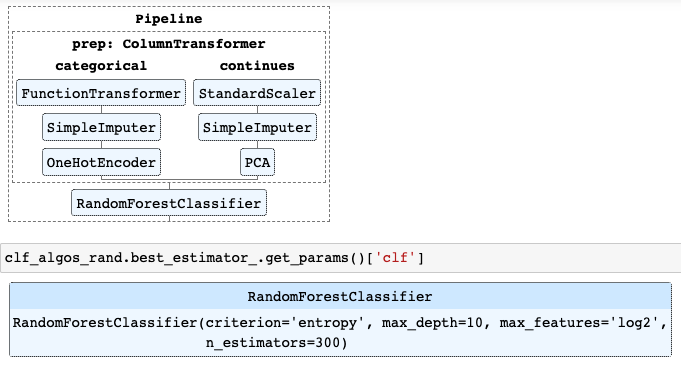 Pipeline
prep: ColumnTransformer
categorical continues
FunctionTransformer StandardScaler
SimpleImputer SimpleImputer
OneHotEncoder PCA
RandomForestClassifier
clf_algos_rand.best_estimator_.get_params()['clf']
RandomForestClassifier
RandomForestClassifier(criterion='entropy', max_depth=10, max_features='log2',
n_estimators=300)